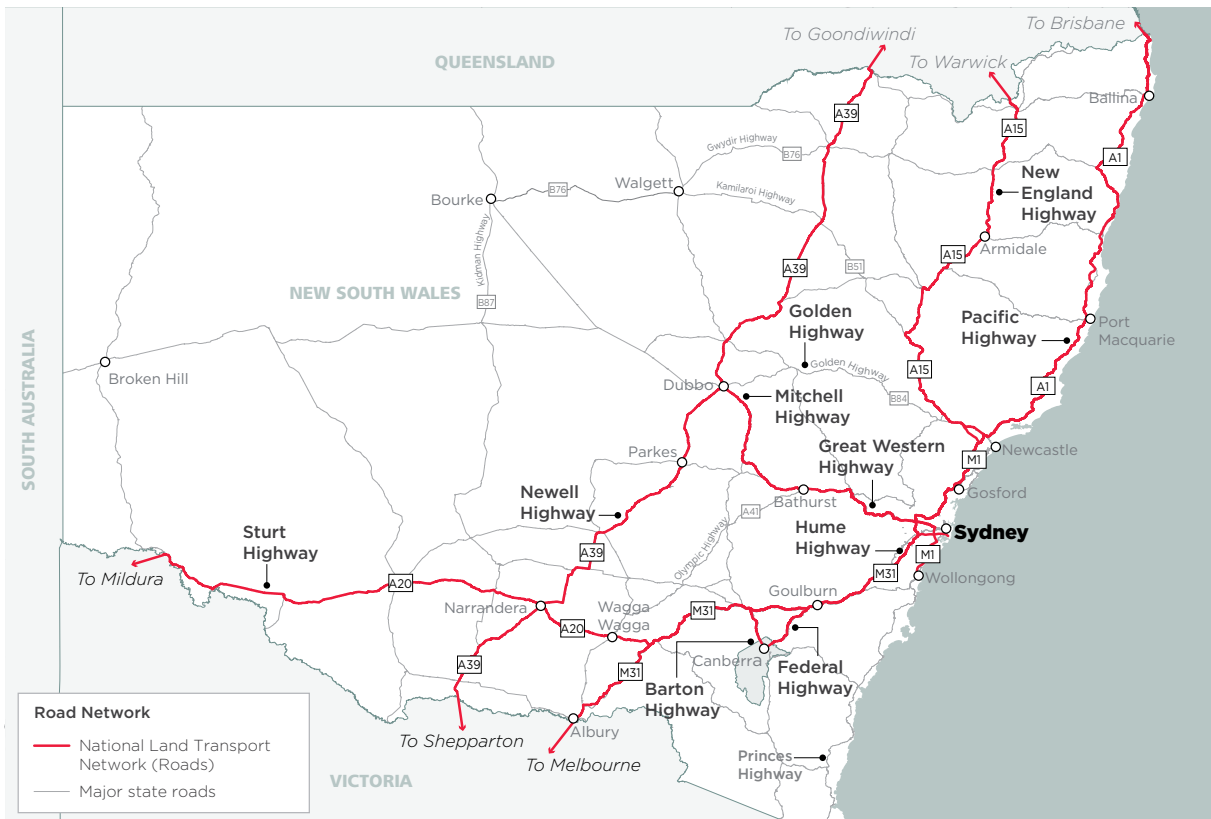 To Brisbane
To Goondiwindi
To Warwick
QUEENSLAND
Ballina
A39
A15
A1
Gwydir Highway
B76
New
England
Highway
Walgett
Kamilaroi Highway
B76
Bourke
Kidman Highway
Armidale
A15
A39
B51
NEW SOUTH WALES
B87
Golden
Highway
Pacific
Highway
Port
Macquarie
SOUTH AUSTRALIA
Broken Hill
Golden Highway
A15
Dubbo
A1
B84
Mitchell
Highway
Great Western
Highway
Newcastle
Parkes
M1
Gosford
Newell
Highway
Bathurst
A41
Sturt
Highway
Hume
Highway
Sydney
Olympic Highway
A39
M1
M31
Wollongong
To Mildura
A20
Narrandera
Wagga
Wagga
Goulburn
M31
A20
A39
M31
Canberra
Barton
Highway
Federal
Highway
Albury
To Shepparton
To Melbourne
Princes
Highway
VICTORIA
Road Network
National Land Transport
Network (Roads)
Major state roads